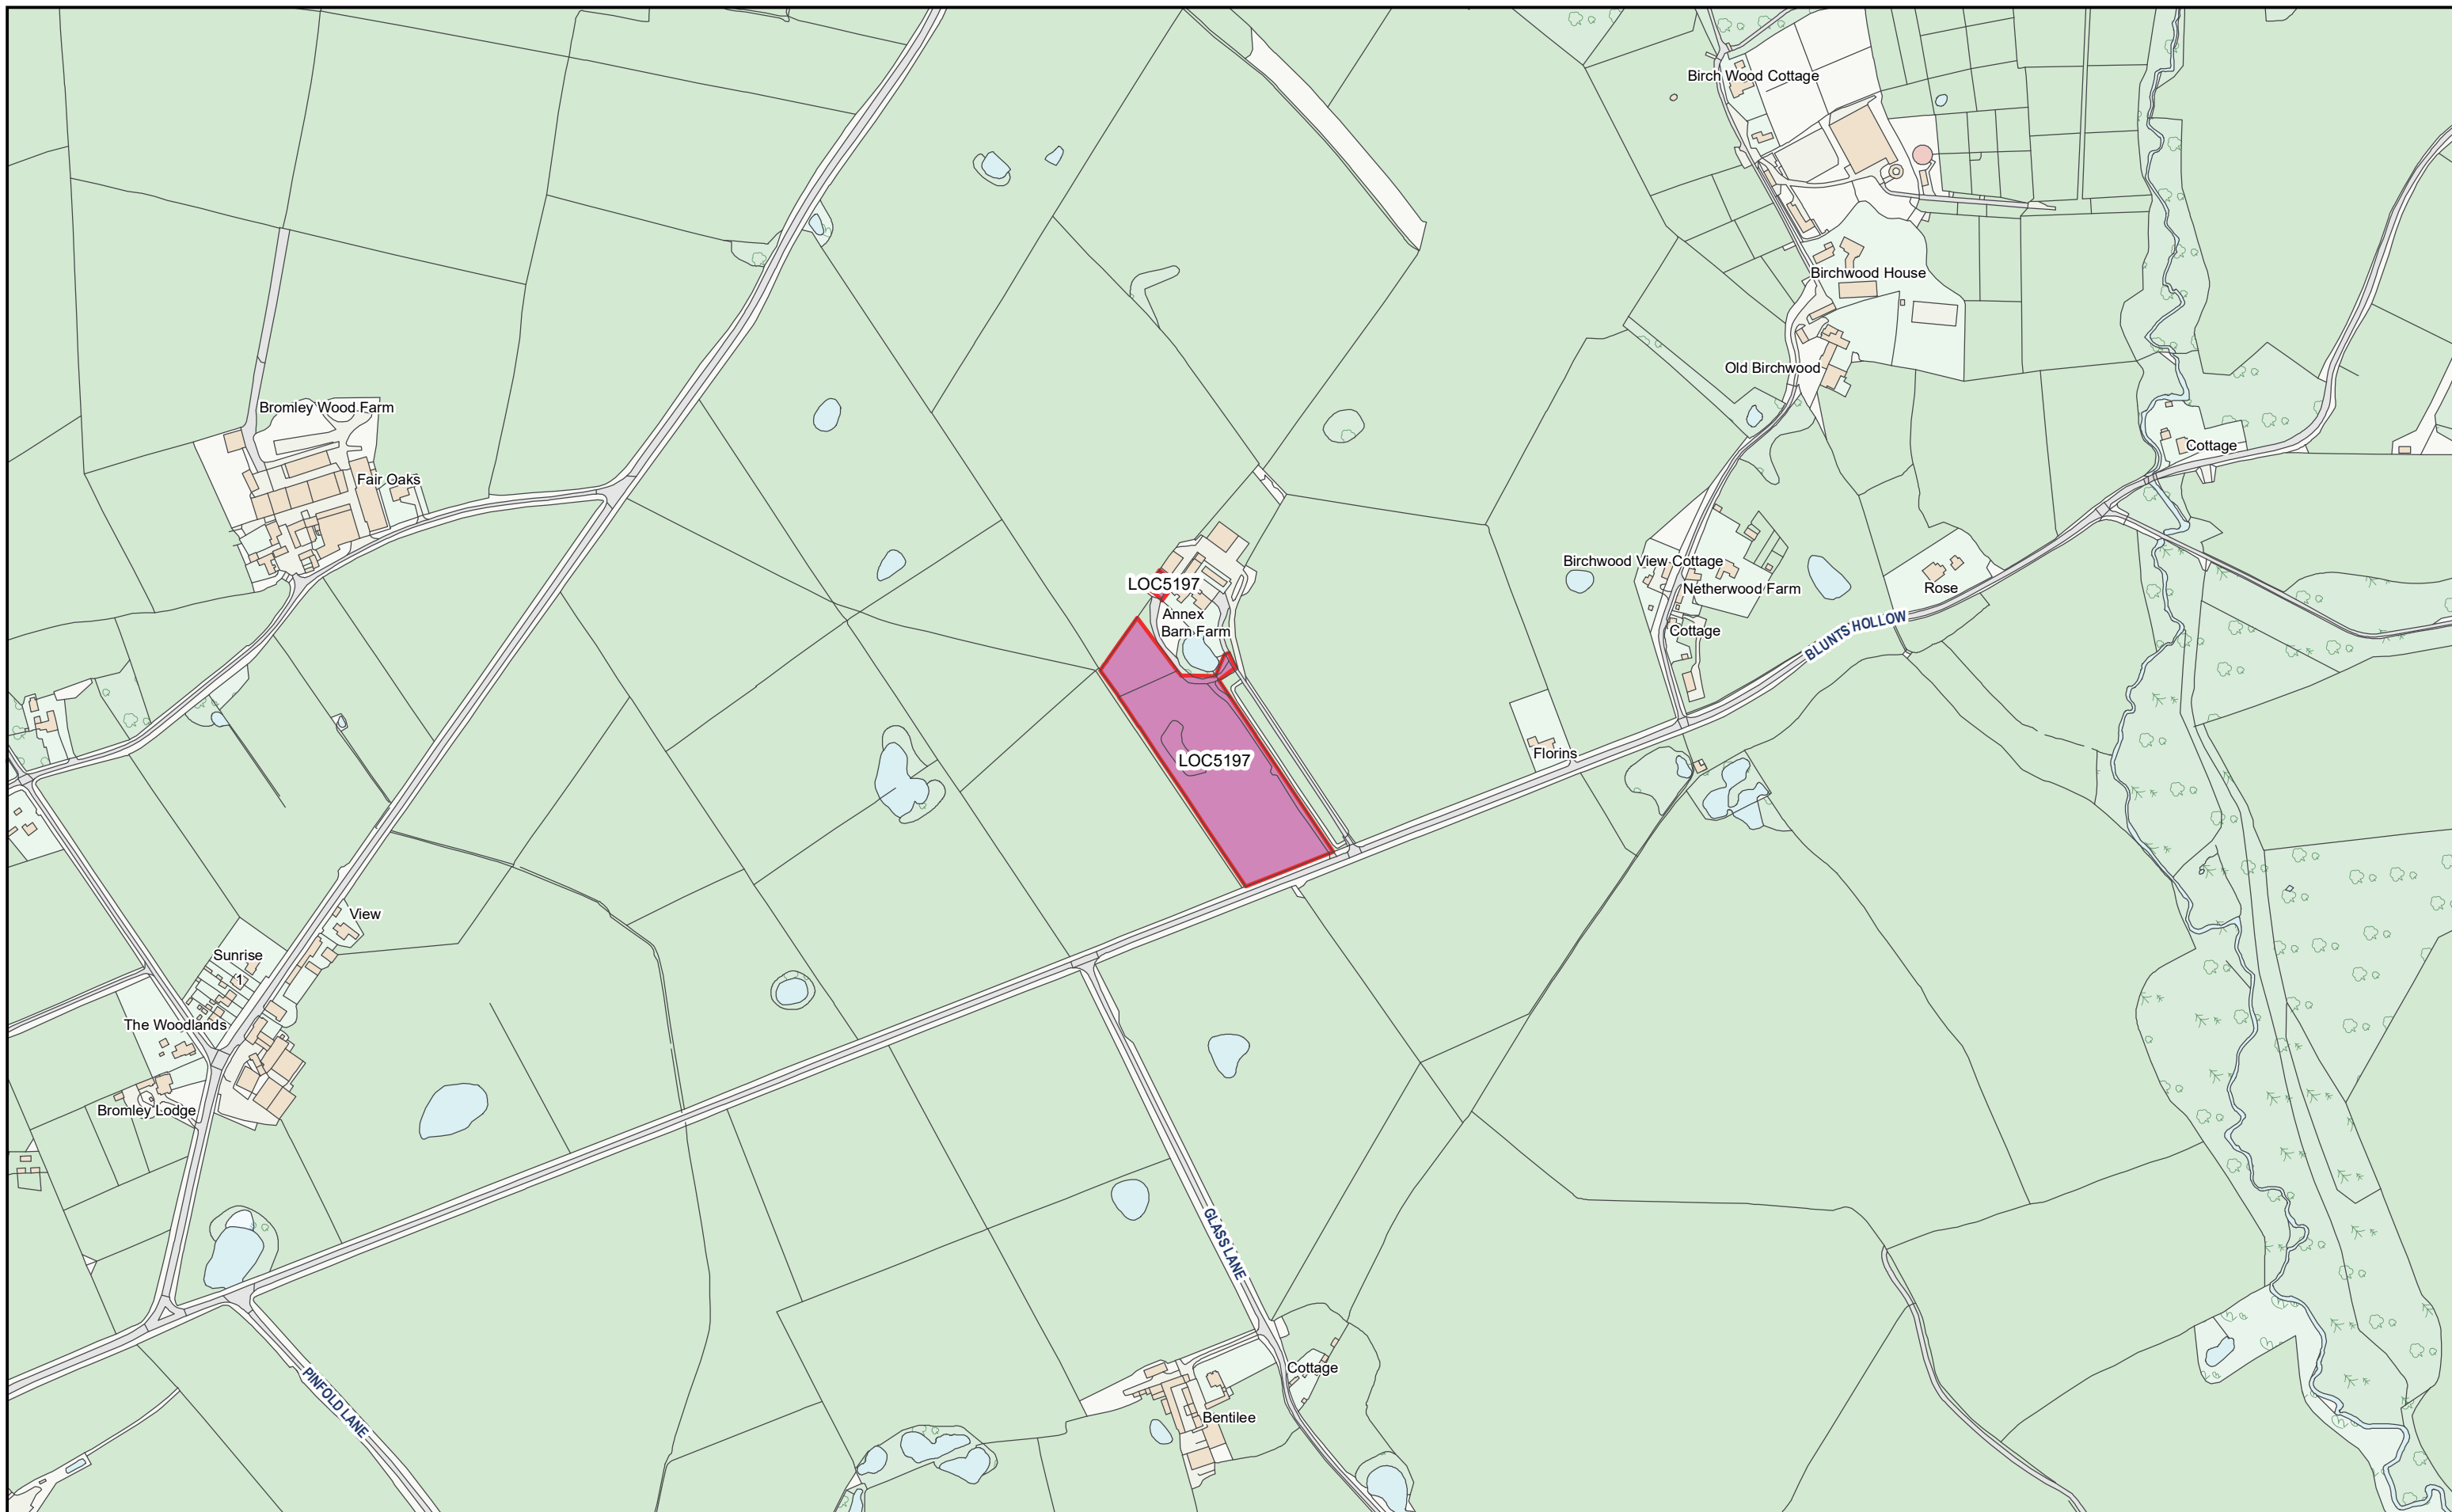 Birch Wood Cottage
Birchwood House
Old Birchwood
Bromley Wood Farm
Cottage
Fair Oaks
Birchwood View Cottage
LOC5197
Netherwood Farm
Rose
Annex
Barn Farm
Cottage
BLUNTS HOLLOW
Florins
LOC5197
View
Sunrise
1
The Woodlands
Bromley Lodge
GLASS LANE
Cottage
PINFOLD LANE
Bentilee